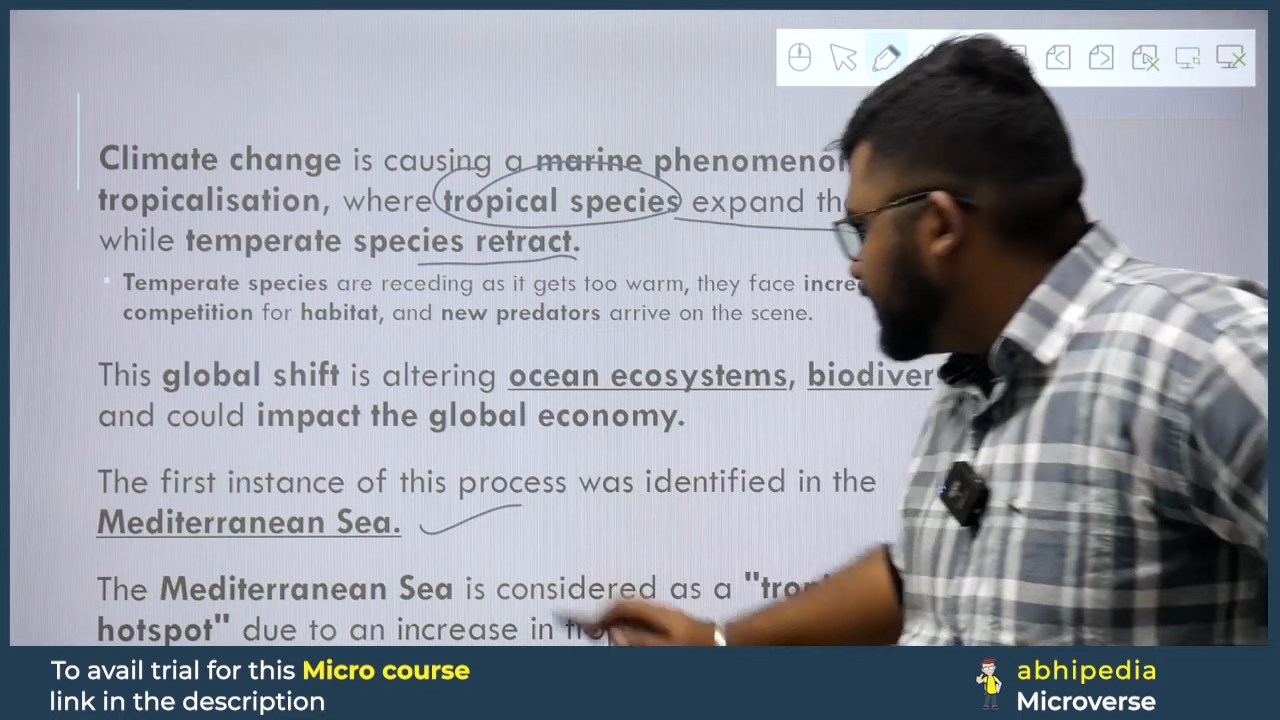 Climate change is causing a marine phenomenon
tropicalisation, where tropical species expand
while temperate species retract.
Temperate species are receding as it gets too warm, they face
competition for habitat, and new predators arrive on the scene.
This global shift is altering ocean ecosystems,
and could impact the global economy.
The first instance of this process was identified in the
Mediterranean Sea.
The Mediterranean Sea is considered as a
hotspot" due to an increase in
To avail trial for this Micro course
link in the description
abhipedia
Microverse